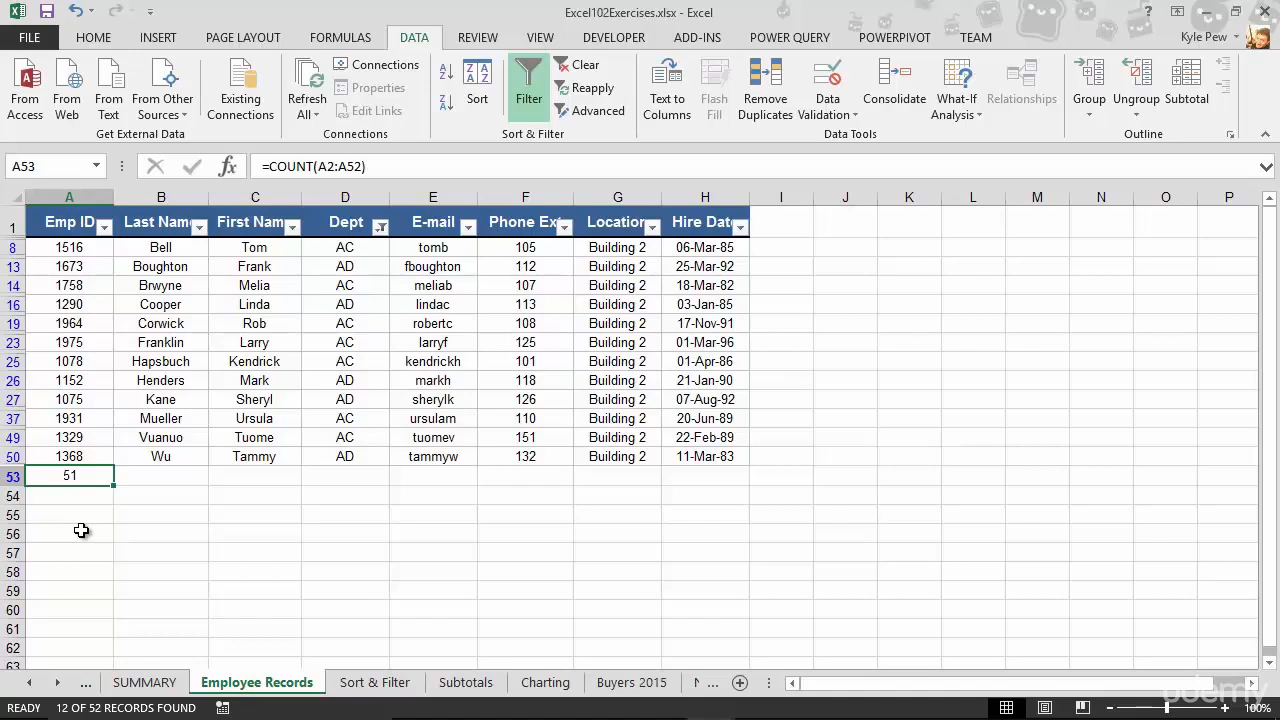 Excel102Exercises.xlsx - Excel
FILE HOME INSERT PAGE LAYOUT FORMULAS DATA REVIEW VIEW DEVELOPER ADD-INS POWER QUERY POWERPIVOT TEAM Kyle Pew
From Access
From Web
From Text
From Other Sources
Get External Data
Existing Connections
Refresh All
Connections
Properties
Edit Links
Connections
Sort
Filter
Clear
Reapply
Advanced
Sort & Filter
Text to Columns
Flash Fill
Remove Duplicates
Data Validation
Consolidate
What-If Analysis
Relationships
Data Tools
Group
Ungroup
Subtotal
Outline
A53 fx =COUNT(A2:A52)
A B C D E F G H I J K L M N O P
1 Emp ID Last Nam First Nam Dept E-mail Phone Ex Location Hire Date
8 1516 Bell Tom AC tomb 105 Building 2 06-Mar-85
13 1673 Boughton Frank AD fboughton 112 Building 2 25-Mar-92
14 1758 Brwyne Melia AC meliab 107 Building 2 18-Mar-82
16 1290 Cooper Linda AD lindac 113 Building 2 03-Jan-85
19 1964 Corwick Rob AC robertc 108 Building 2 17-Nov-91
23 1975 Franklin Larry AC larryf 125 Building 2 01-Mar-96
25 1078 Hapsbuch Kendrick AC kendrickh 101 Building 2 01-Apr-86
26 1152 Henders Mark AD markh 118 Building 2 21-Jan-90
27 1075 Kane Sheryl AD sherylk 126 Building 2 07-Aug-92
37 1931 Mueller Ursula AC ursulam 110 Building 2 20-Jun-89
49 1329 Vuanuo Tuome AC tuomev 151 Building 2 22-Feb-89
50 1368 Wu Tammy AD tammyw 132 Building 2 11-Mar-83
53 51
54
55
56
57
58
59
60
61
62
63
... SUMMARY Employee Records Sort & Filter Subtotals Charting Buyers 2015 ...
udemy
READY 12 OF 52 RECORDS FOUND 100%